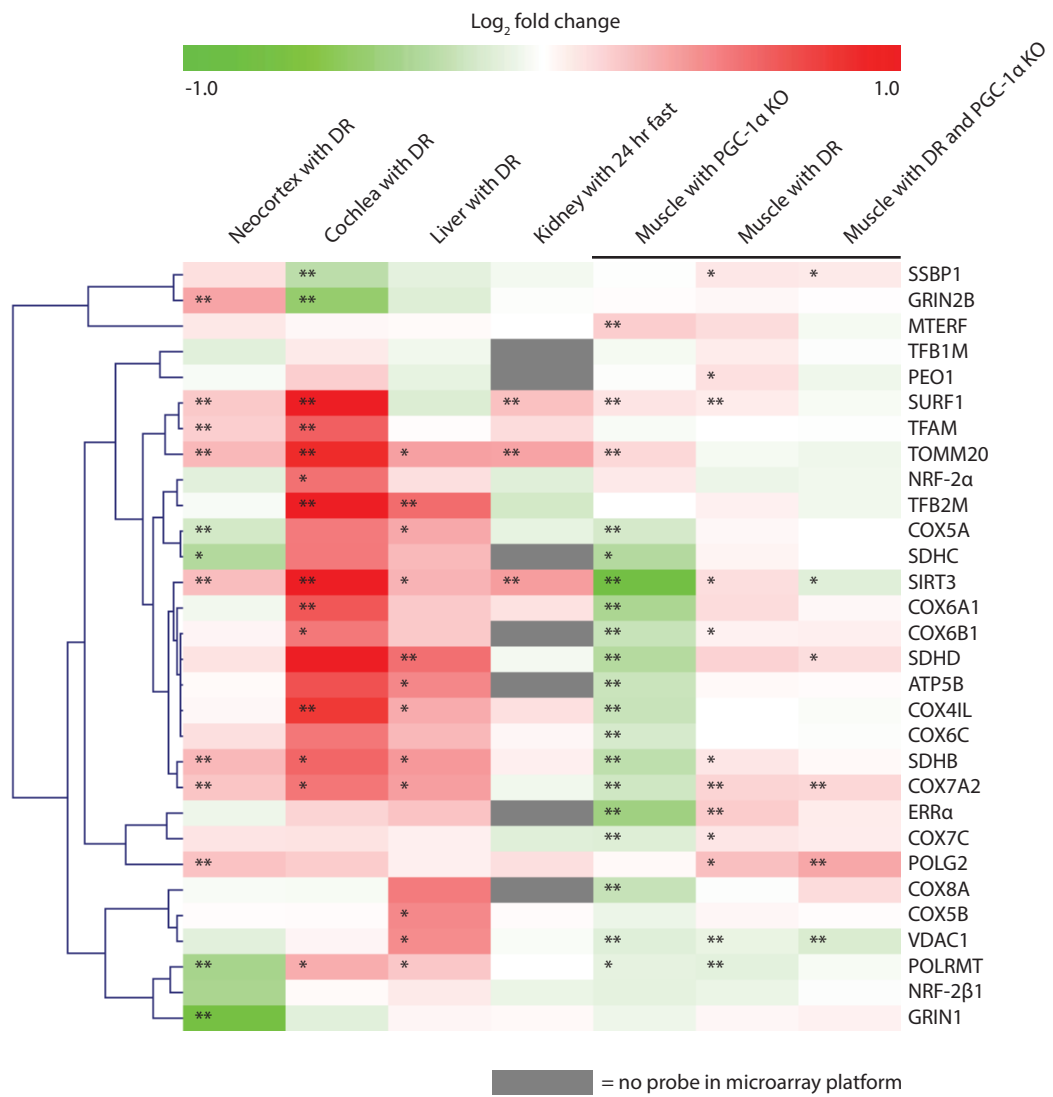 Log₂ fold change
-1.0 1.0
Neocortex with DR
Cochlea with DR
Liver with DR
Kidney with 24 hr fast
Muscle with PGC-1α KO
Muscle with DR
Muscle with DR and PGC-1α KO
** * * SSBP1
** ** GRIN2B
** MTERF
TFB1M
* PEO1
** ** ** ** ** SURF1
** ** TFAM
** ** * ** ** TOMM20
* NRF-2α
** ** TFB2M
** * ** COX5A
* * SDHC
** ** * ** ** * * SIRT3
** ** COX6A1
* ** * COX6B1
** ** * SDHD
* ** ATP5B
** * ** COX4IL
** COX6C
** * * ** * SDHB
** * * ** ** ** COX7A2
** ** ERRα
** * COX7C
** * ** POLG2
** COX8A
* COX5B
* ** ** ** VDAC1
** * * * ** POLRMT
NRF-2β1
** GRIN1
= no probe in microarray platform